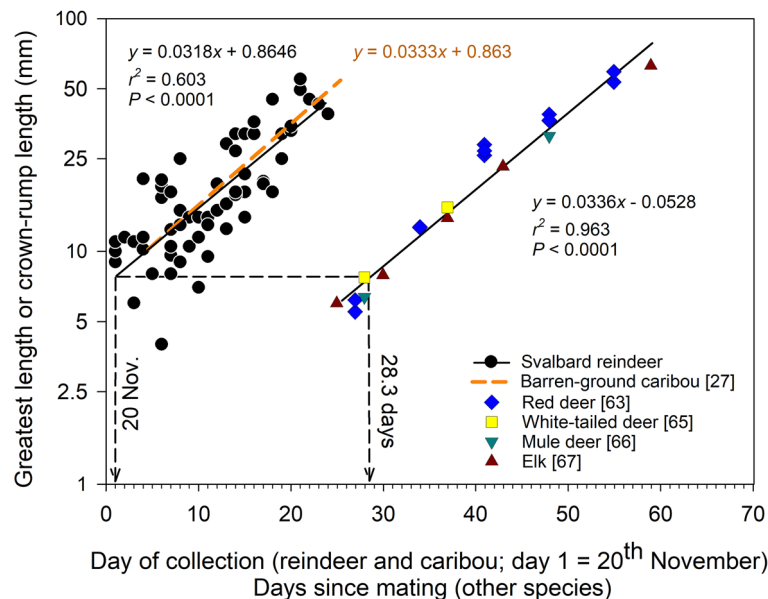 Greatest length or crown-rump length (mm)
100
50
25
10
5
2.5
1
y = 0.0318x + 0.8646
r² = 0.603
P < 0.0001
y = 0.0333x + 0.863
y = 0.0336x - 0.0528
r² = 0.963
P < 0.0001
20 Nov.
28.3 days
Svalbard reindeer
Barren-ground caribou [27]
Red deer [63]
White-tailed deer [65]
Mule deer [66]
Elk [67]
0 10 20 30 40 50 60 70
Day of collection (reindeer and caribou; day 1 = 20th November)
Days since mating (other species)